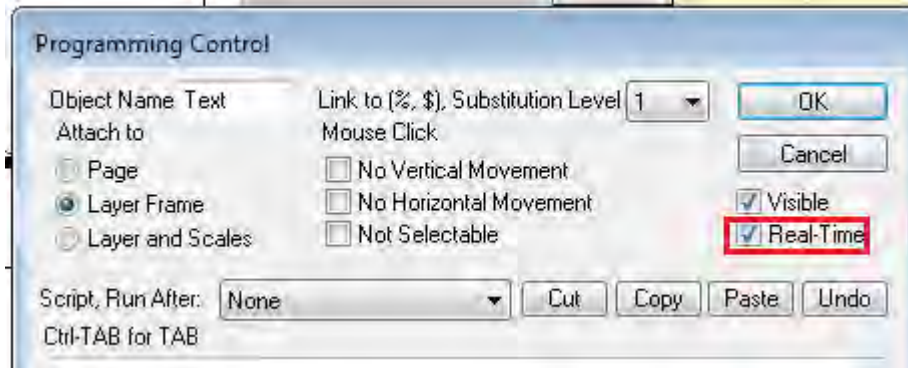 Programming Control
Object Name Text Link to (%, $), Substitution Level 1 OK
Attach to Mouse Click Cancel
Page No Vertical Movement
Layer Frame No Horizontal Movement Visible
Layer and Scales Not Selectable Real-Time
Script, Run After: None Cut Copy Paste Undo
Ctrl-TAB for TAB